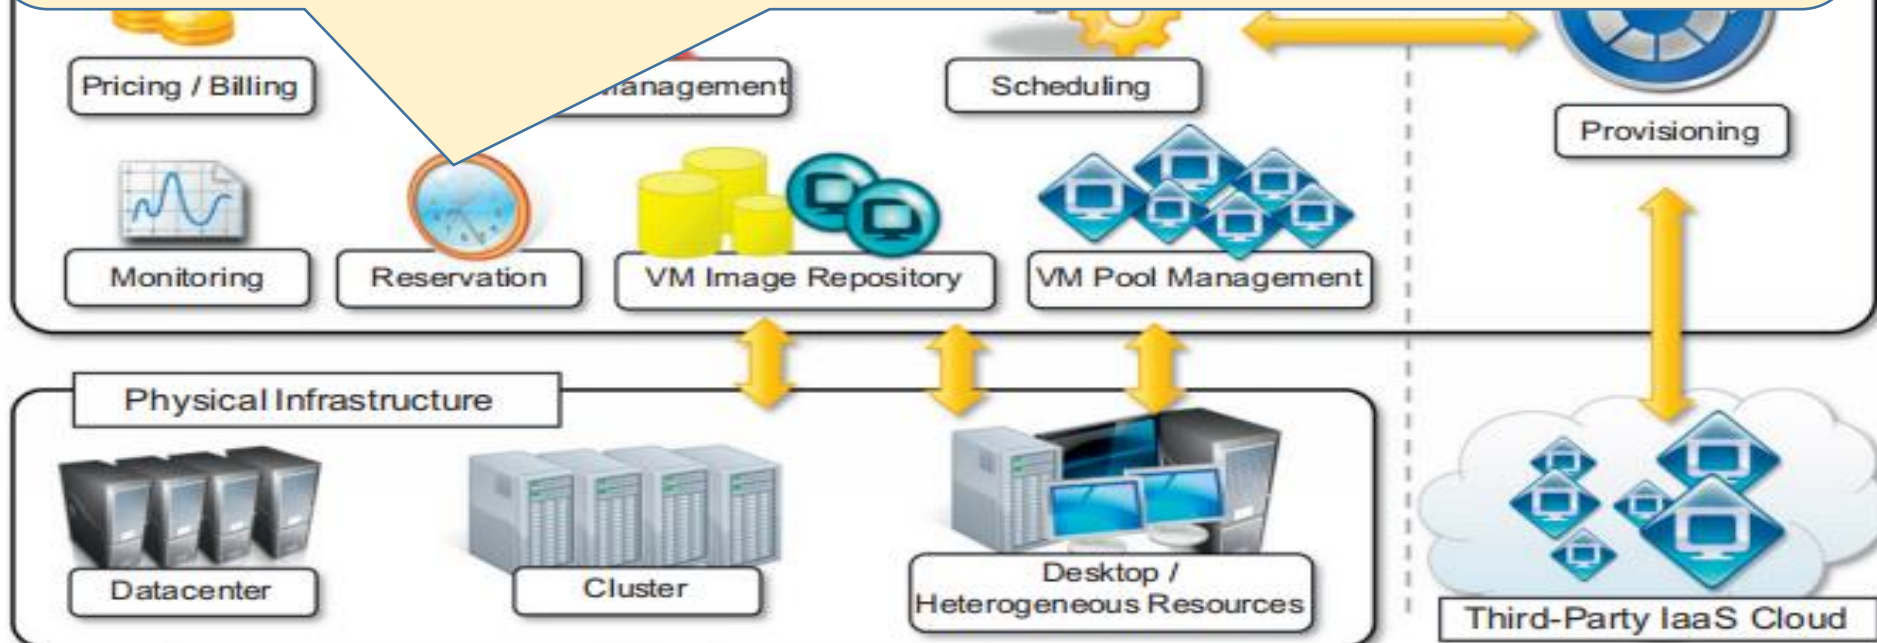 Pricing / Billing
Management
Scheduling
Provisioning
Monitoring
Reservation
VM Image Repository
VM Pool Management
Physical Infrastructure
Datacenter
Cluster
Desktop /
Heterogeneous Resources
Third-Party IaaS Cloud